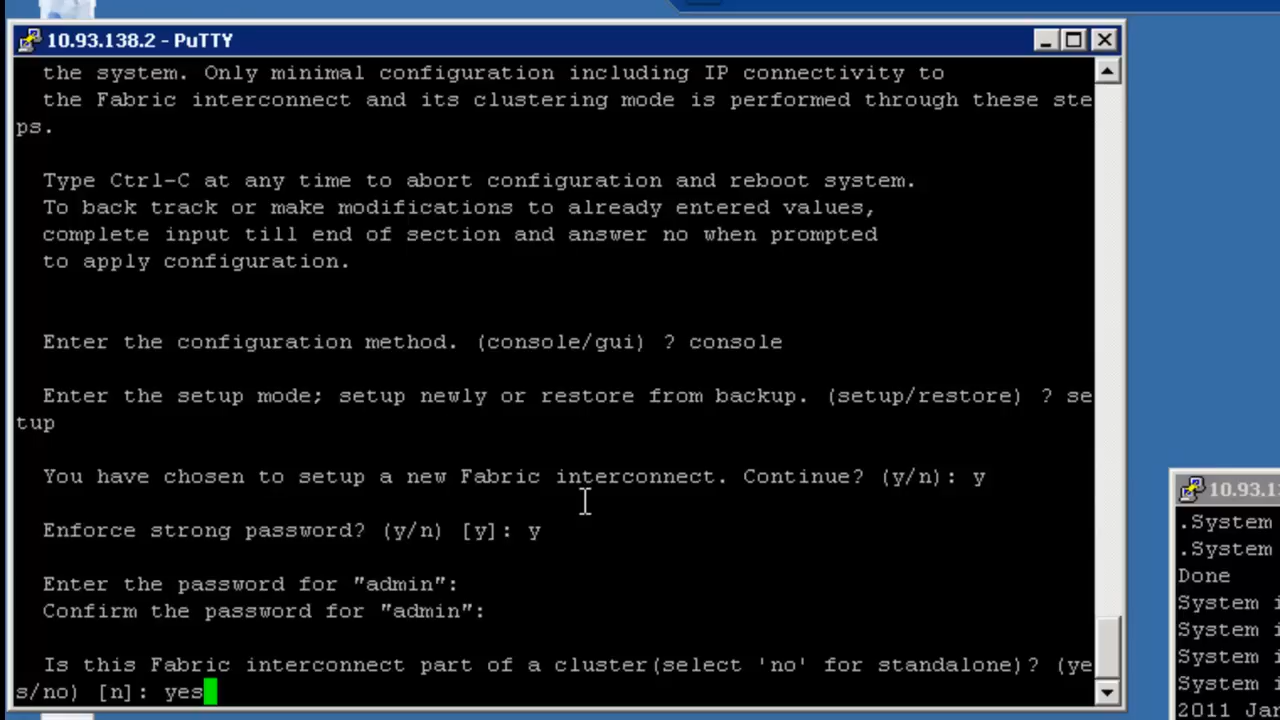 10.93.138.2 - PuTTY
the system. Only minimal configuration including IP connectivity to
the Fabric interconnect and its clustering mode is performed through these ste
ps.
Type Ctrl-C at any time to abort configuration and reboot system.
To back track or make modifications to already entered values,
complete input till end of section and answer no when prompted
to apply configuration.
Enter the configuration method. (console/gui) ? console
Enter the setup mode; setup newly or restore from backup. (setup/restore) ? se
tup
You have chosen to setup a new Fabric interconnect. Continue? (y/n): y
Enforce strong password? (y/n) [y]: y
Enter the password for "admin":
Confirm the password for "admin":
Is this Fabric interconnect part of a cluster(select 'no' for standalone)? (ye
s/no) [n]: yes
10.93.1
.System
.System
Done
System i
System i
System i
System i
2011 Jan